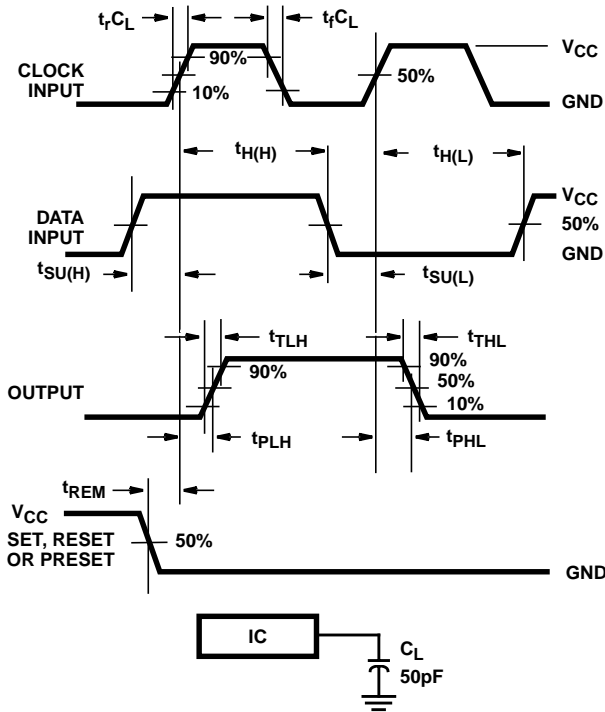 trCL
tfCL
CLOCK
INPUT
90%
10%
50%
VCC
GND
tH(H)
tH(L)
DATA
INPUT
VCC
50%
GND
tSU(H)
tSU(L)
tTLH
tTHL
OUTPUT
90%
90%
50%
10%
tPLH
tPHL
tREM
VCC
SET, RESET
OR PRESET
50%
GND
IC
CL
50pF